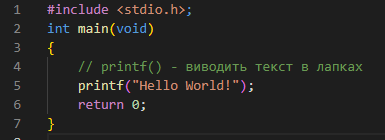 1 #include <stdio.h>;
2 int main(void)
3 {
4     // printf() - виводить текст в лапках
5     printf("Hello World!");
6     return 0;
7 }